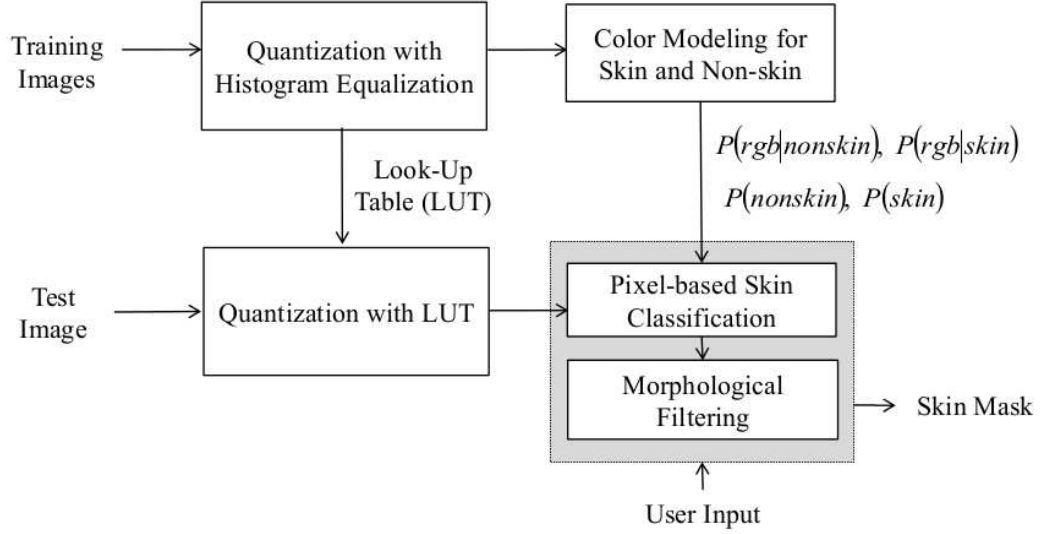 Training
Images
Quantization with
Histogram Equalization
Color Modeling for
Skin and Non-skin
P(rgb|nonskin), P(rgb|skin)
P(nonskin), P(skin)
Look-Up
Table (LUT)
Test
Image
Quantization with LUT
Pixel-based Skin
Classification
Morphological
Filtering
Skin Mask
User Input